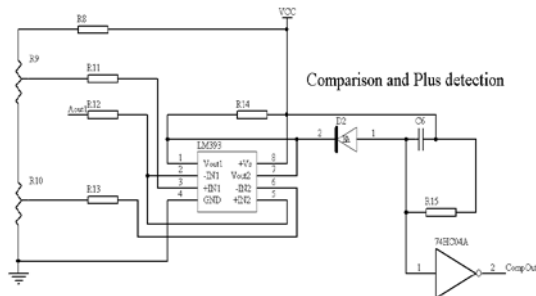 R8
VCC
R9
R11
Comparison and Plus detection
Aout1
R12
R14
D2
C6
LM393
2
1
1
Vout1
+Vs
8
2
-IN1
Vout2
7
3
+IN1
-IN2
6
4
GND
+IN2
5
R10
R13
R15
74HC04A
1
2
CompOut